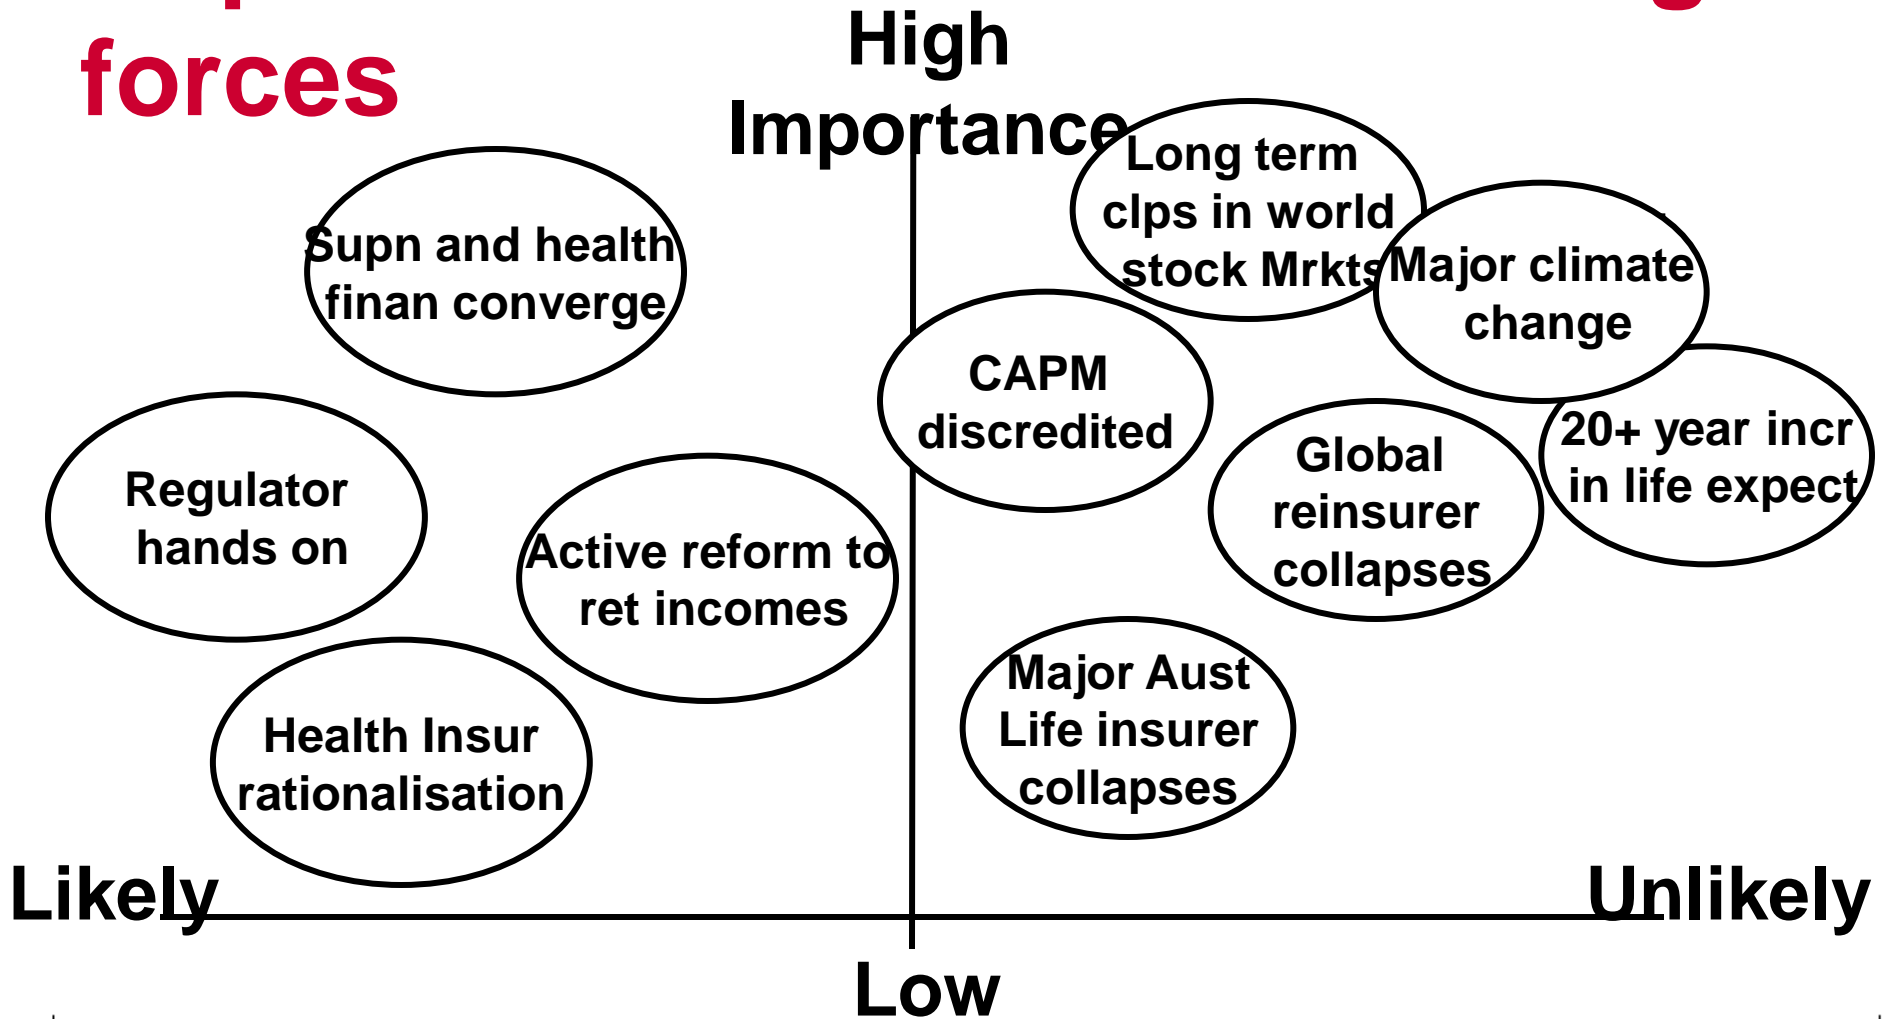 forces
High
Importance
Long term
clps in world
stock Mrkts
Supn and health
finan converge
Major climate
change
CAPM
discredited
20+ year incr
in life expect
Global
reinsurer
collapses
Regulator
hands on
Active reform to
ret incomes
Major Aust
Life insurer
collapses
Health Insur
rationalisation
Likely
Unlikely
Low